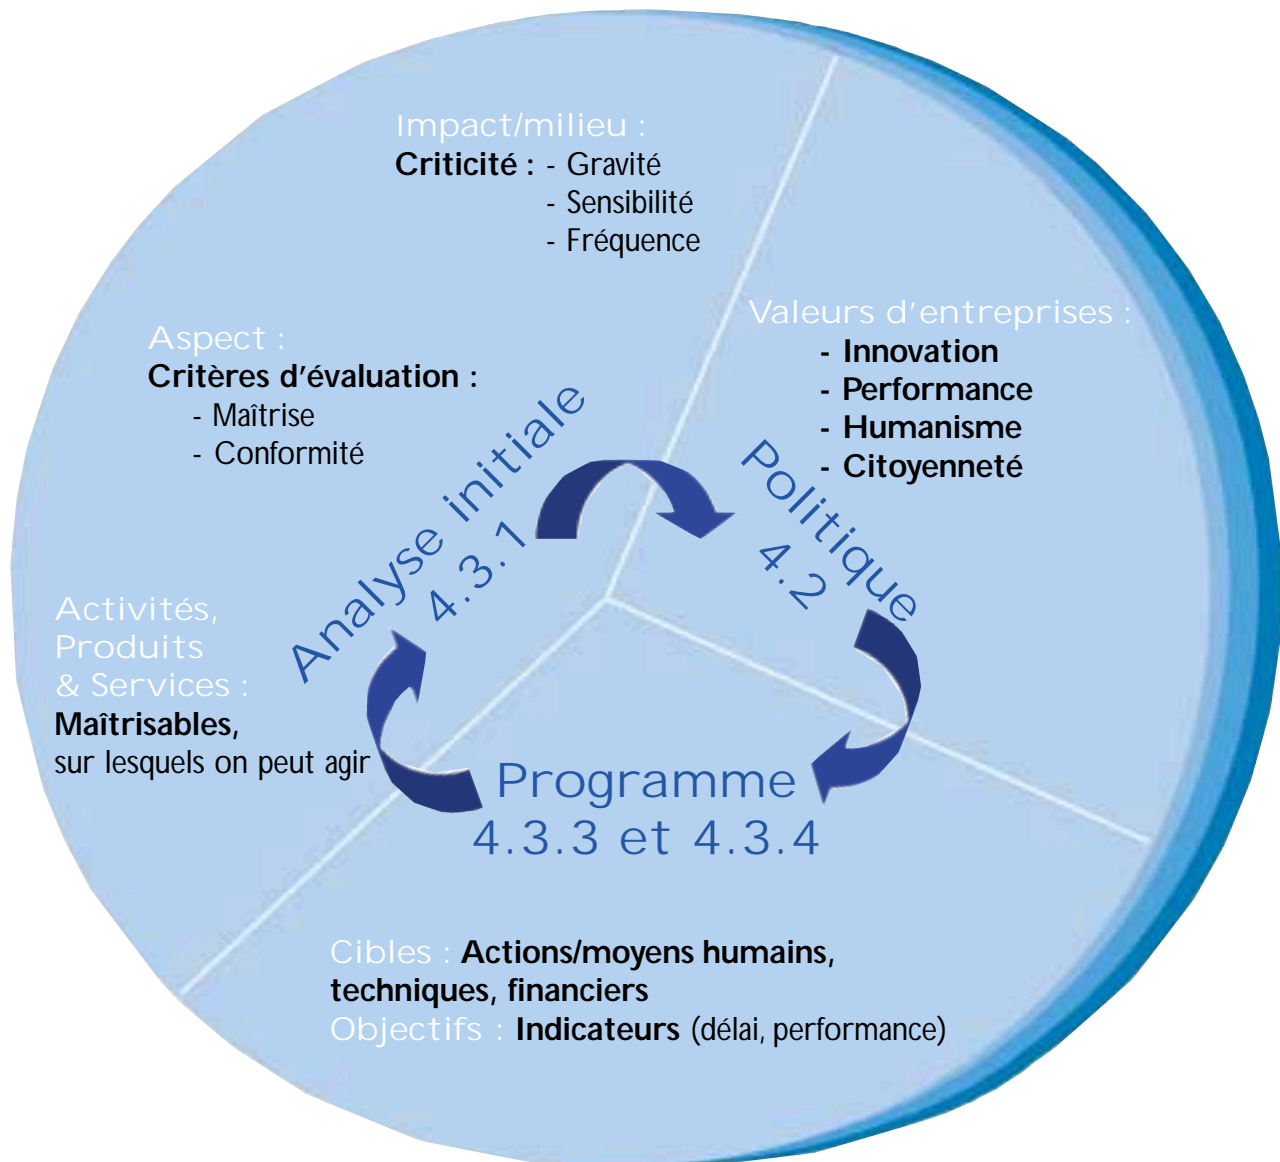 Impact/milieu :
Criticité : - Gravité
- Sensibilité
- Fréquence
Aspect :
Critères d'évaluation :
- Maîtrise
- Conformité
Activités,
Produits
& Services :
Maîtrisables,
sur lesquels on peut agir
Analyse initiale
4.3.1
Valeurs d'entreprises :
- Innovation
- Performance
- Humanisme
- Citoyenneté
Politique
4.2
Programme
4.3.3 et 4.3.4
Cibles : Actions/moyens humains,
techniques, financiers
Objectifs : Indicateurs (délai, performance)